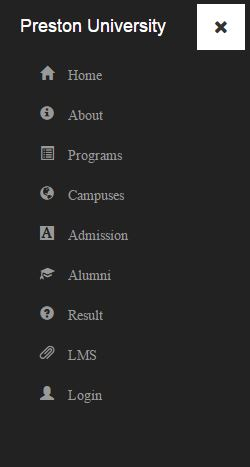 Preston University
Home
About
Programs
Campuses
Admission
Alumni
Result
LMS
Login